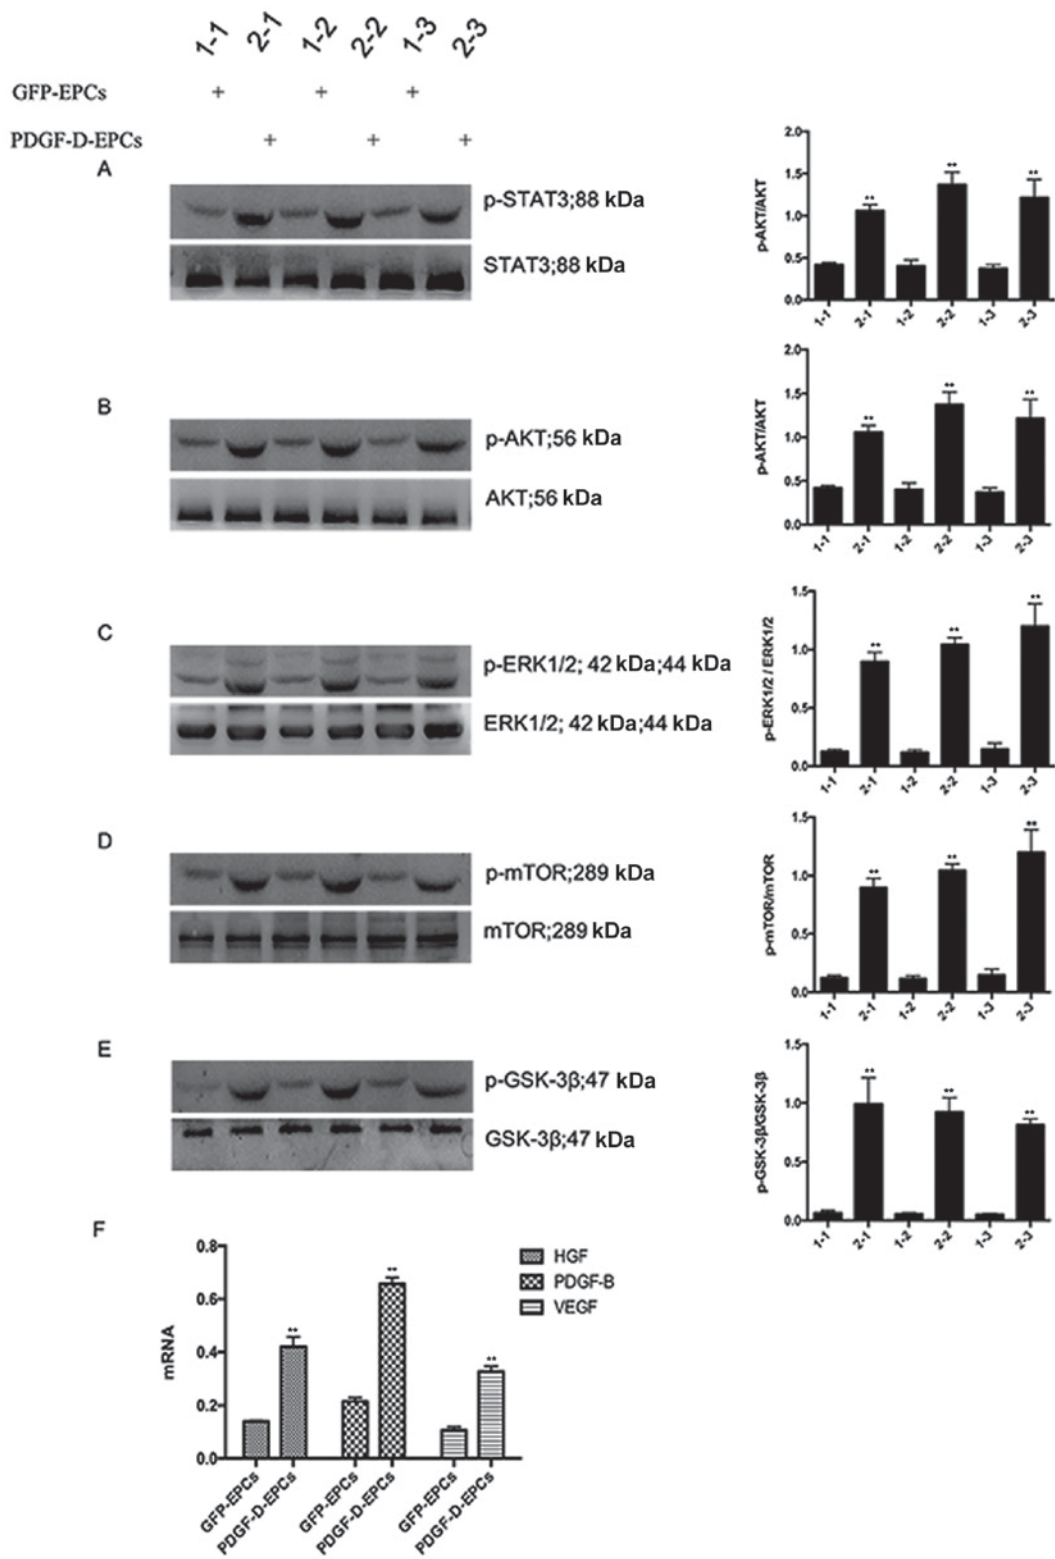 1-1 2-1 1-2 2-2 1-3 2-3
GFP-EPCs + + +
PDGF-D-EPCs + + +
A
p-STAT3;88 kDa
STAT3;88 kDa
p-AKT/AKT
2.0
1.5
1.0
0.5
0.0
** ** **
1-1 2-1 1-2 2-2 1-3 2-3
B
p-AKT;56 kDa
AKT;56 kDa
p-AKT/AKT
2.0
1.5
1.0
0.5
0.0
** ** **
1-1 2-1 1-2 2-2 1-3 2-3
C
p-ERK1/2; 42 kDa;44 kDa
ERK1/2; 42 kDa;44 kDa
p-ERK1/2 / ERK1/2
1.5
1.0
0.5
0.0
** ** **
1-1 2-1 1-2 2-2 1-3 2-3
D
p-mTOR;289 kDa
mTOR;289 kDa
p-mTOR/mTOR
1.5
1.0
0.5
0.0
** ** **
1-1 2-1 1-2 2-2 1-3 2-3
E
p-GSK-3β;47 kDa
GSK-3β;47 kDa
p-GSK-3β/GSK-3β
1.5
1.0
0.5
0.0
** ** **
1-1 2-1 1-2 2-2 1-3 2-3
F
mRNA
0.8
0.6
0.4
0.2
0.0
** ** **
HGF
PDGF-B
VEGF
GFP-EPCs PDGF-D-EPCs GFP-EPCs PDGF-D-EPCs GFP-EPCs PDGF-D-EPCs